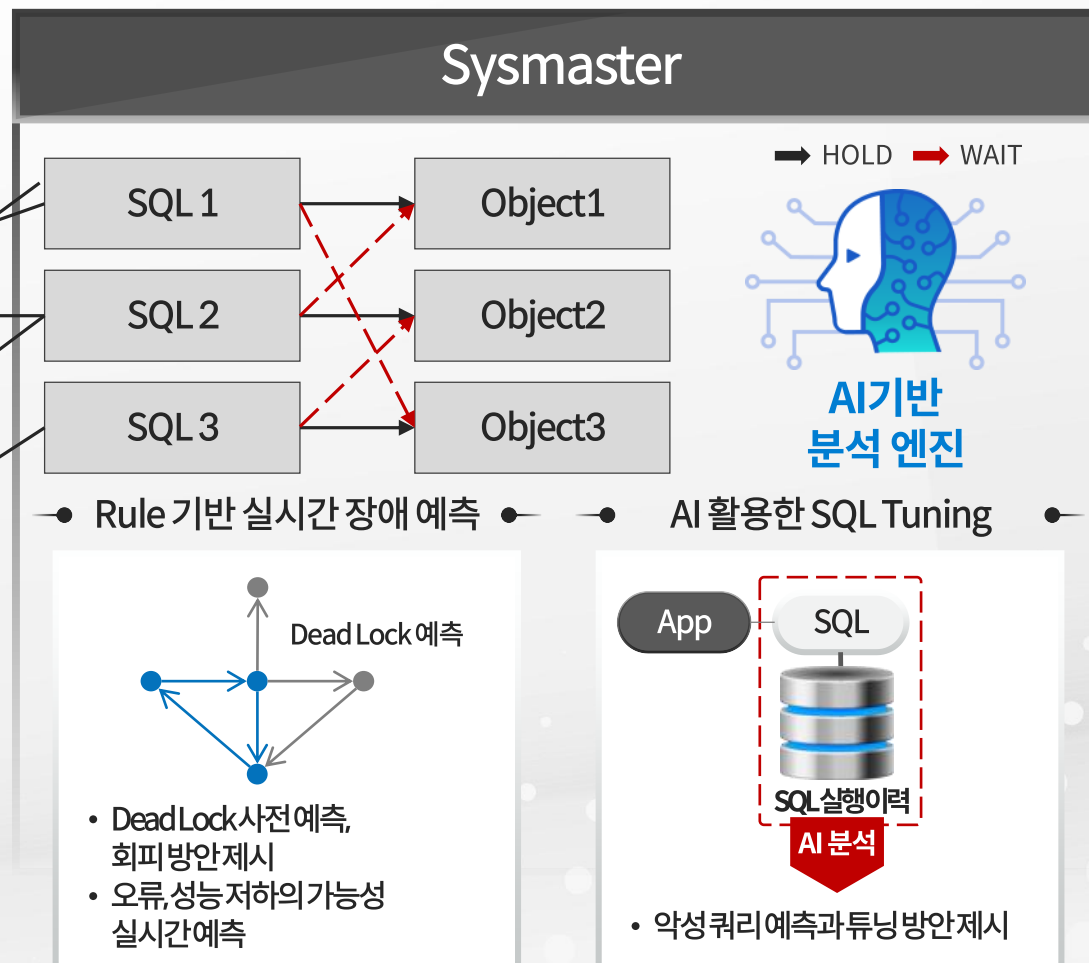 Sysmaster
HOLD
WAIT
SQL 1
Object1
SQL 2
Object2
SQL 3
Object3
AI기반
분석 엔진
Rule 기반 실시간 장애 예측
Dead Lock 예측
• Dead Lock 사전 예측,
회피 방안 제시
• 오류, 성능 저하의 가능성
실시간 예측
AI 활용한 SQL Tuning
App
SQL
SQL 실행이력
AI 분석
• 악성 쿼리 예측과 튜닝 방안 제시